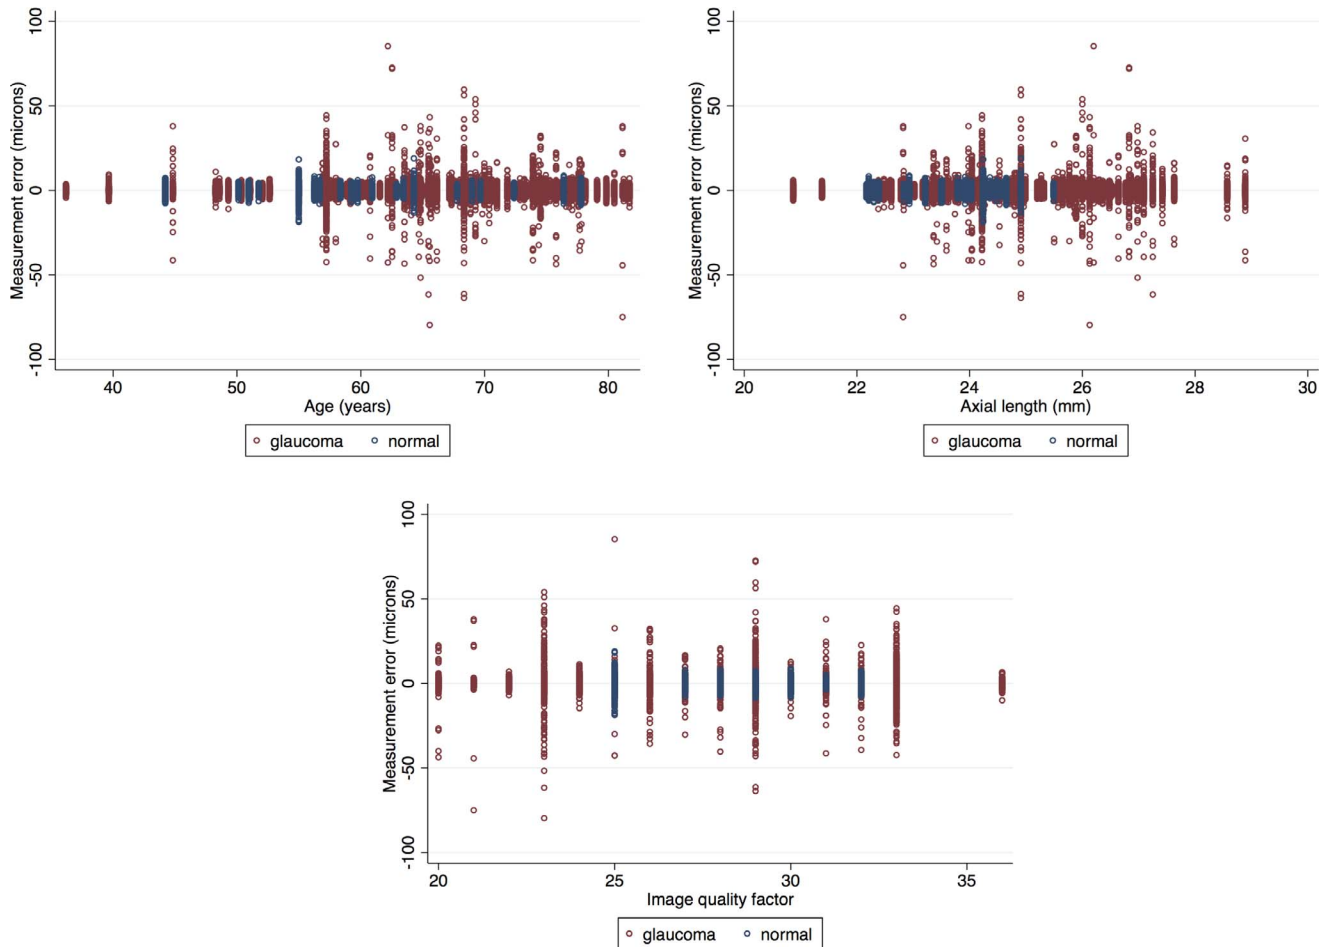 Measurement error (microns)
100
50
0
-50
-100
40 50 60 70 80
Age (years)
glaucoma normal
Measurement error (microns)
100
50
0
-50
-100
20 22 24 26 28 30
Axial length (mm)
glaucoma normal
Measurement error (microns)
100
50
0
-50
-100
20 25 30 35
Image quality factor
glaucoma normal